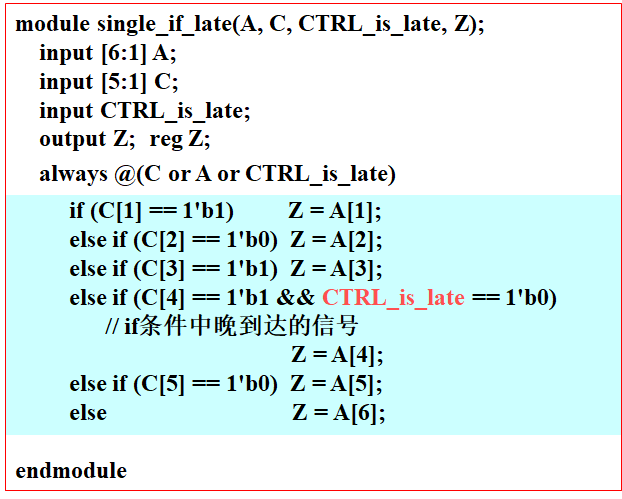 module single_if_late(A, C, CTRL_is_late, Z);
input [6:1] A;
input [5:1] C;
input CTRL_is_late;
output Z; reg Z;
always @(C or A or CTRL_is_late)
if (C[1] == 1'b1) Z = A[1];
else if (C[2] == 1'b0) Z = A[2];
else if (C[3] == 1'b1) Z = A[3];
else if (C[4] == 1'b1 && CTRL_is_late == 1'b0)
// if条件中晚到达的信号
Z = A[4];
else if (C[5] == 1'b0) Z = A[5];
else Z = A[6];
endmodule